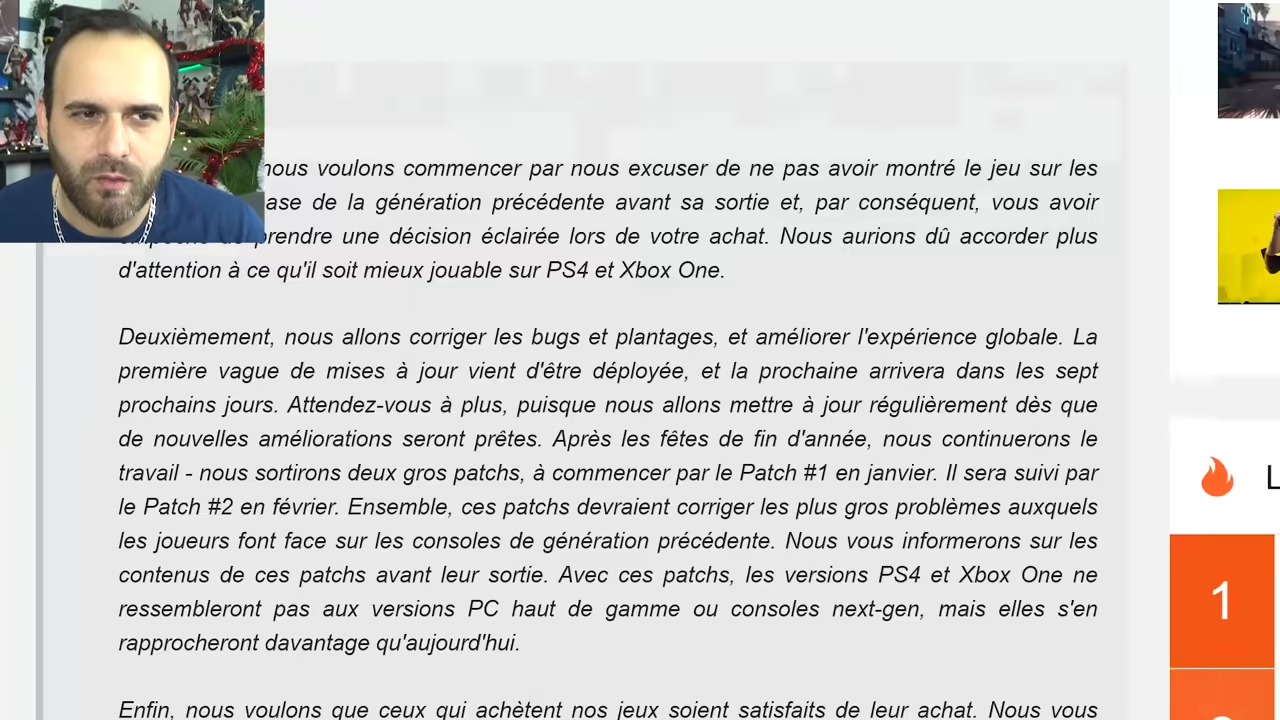 nous voulons commencer par nous excuser de ne pas avoir montré le jeu sur les
de la génération précédente avant sa sortie et, par conséquent, vous avoir
prendre une décision éclairée lors de votre achat. Nous aurions dû accorder plus
d'attention à ce qu'il soit mieux jouable sur PS4 et Xbox One.
Deuxièmement, nous allons corriger les bugs et plantages, et améliorer l'expérience globale. La
première vague de mises à jour vient d'être déployée, et la prochaine arrivera dans les sept
prochains jours. Attendez-vous à plus, puisque nous allons mettre à jour régulièrement dès que
de nouvelles améliorations seront prêtes. Après les fêtes de fin d'année, nous continuerons le
travail - nous sortirons deux gros patchs, à commencer par le Patch #1 en janvier. Il sera suivi par
le Patch #2 en février. Ensemble, ces patchs devraient corriger les plus gros problèmes auxquels
les joueurs font face sur les consoles de génération précédente. Nous vous informerons sur les
contenus de ces patchs avant leur sortie. Avec ces patchs, les versions PS4 et Xbox One ne
ressembleront pas aux versions PC haut de gamme ou consoles next-gen, mais elles s'en
rapprocheront davantage qu'aujourd'hui.
Enfin, nous voulons que ceux qui achètent nos jeux soient satisfaits de leur achat. Nous vous
L
1